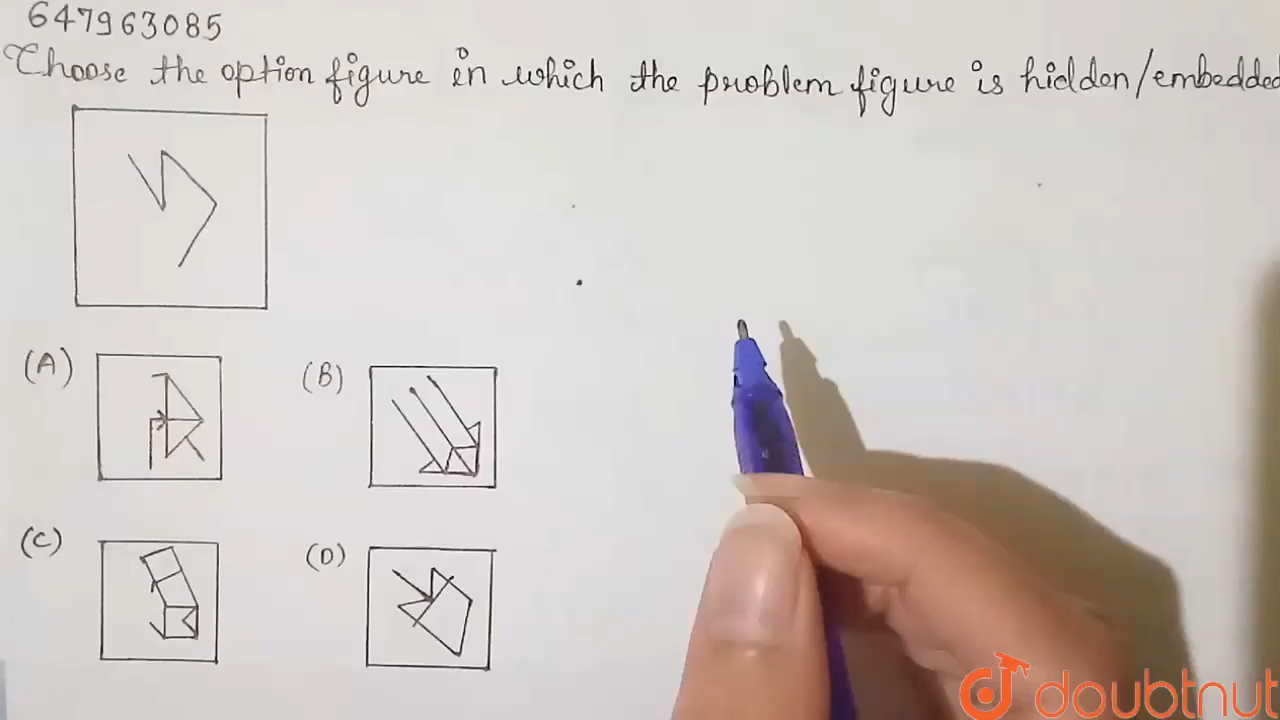 647963085
Choose the option figure in which the problem figure is hidden/embedded
(A)
(B)
(C)
(D)
doubtnut